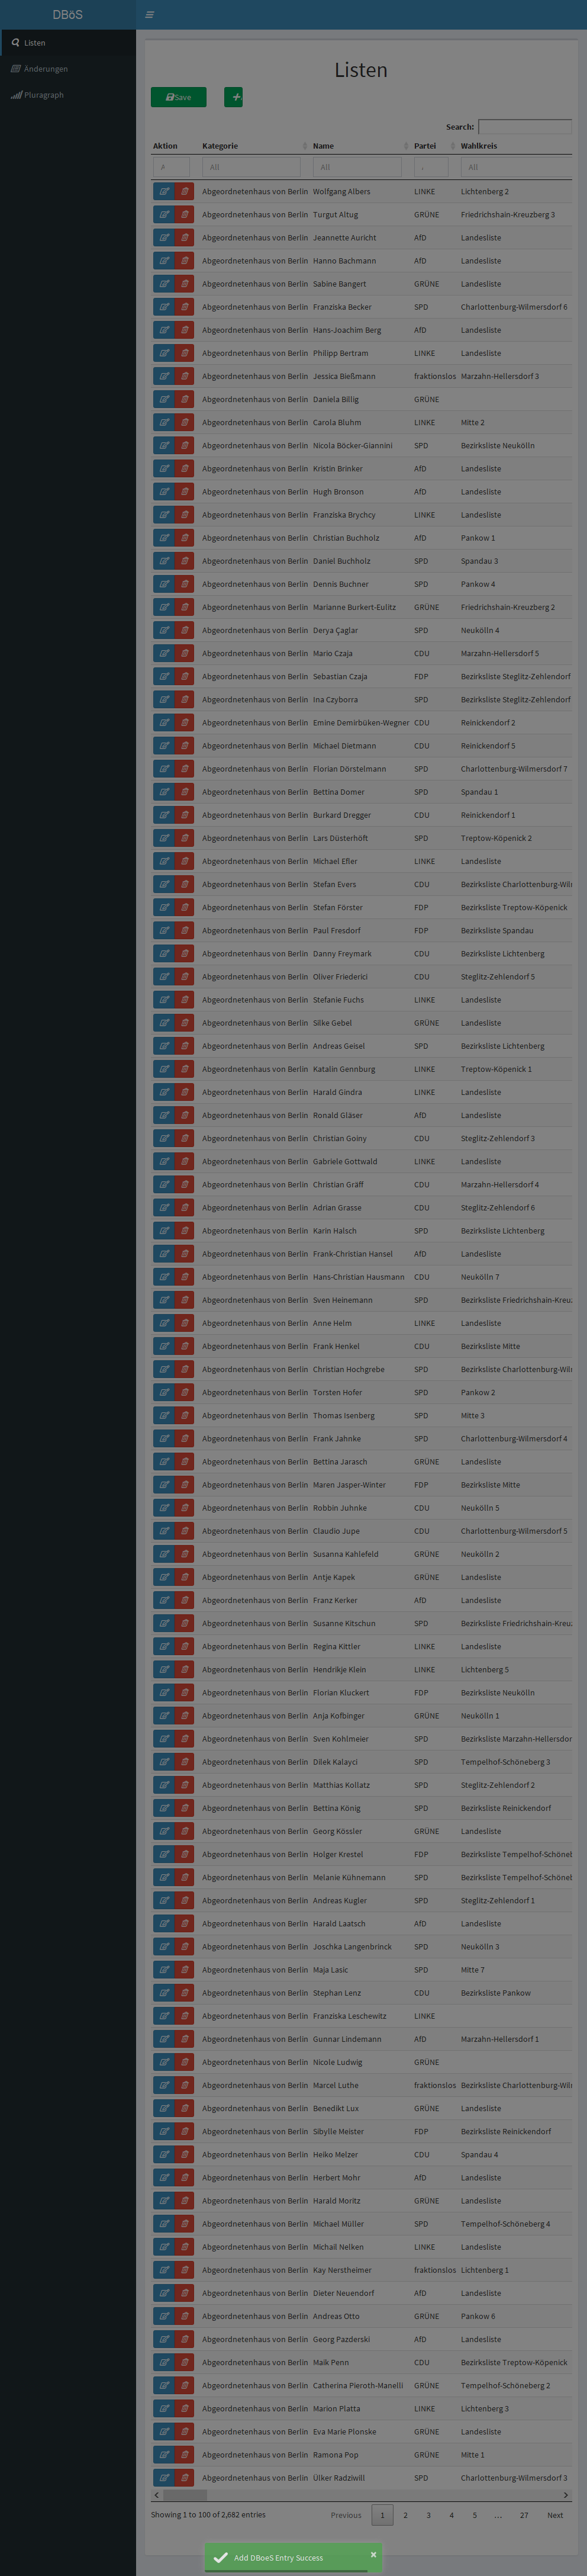 DBöS
Listen
Änderungen
Pluragraph
Listen
Save
Search:
Aktion Kategorie Name Partei Wahlkreis
A All All All
Abgeordnetenhaus von Berlin Wolfgang Albers LINKE Lichtenberg 2
Abgeordnetenhaus von Berlin Turgut Altug GRÜNE Friedrichshain-Kreuzberg 3
Abgeordnetenhaus von Berlin Jeannette Auricht AfD Landesliste
Abgeordnetenhaus von Berlin Hanno Bachmann AfD Landesliste
Abgeordnetenhaus von Berlin Sabine Bangert GRÜNE Landesliste
Abgeordnetenhaus von Berlin Franziska Becker SPD Charlottenburg-Wilmersdorf 6
Abgeordnetenhaus von Berlin Hans-Joachim Berg AfD Landesliste
Abgeordnetenhaus von Berlin Philipp Bertram LINKE Landesliste
Abgeordnetenhaus von Berlin Jessica Bießmann fraktionslos Marzahn-Hellersdorf 3
Abgeordnetenhaus von Berlin Daniela Billig GRÜNE
Abgeordnetenhaus von Berlin Carola Bluhm LINKE Mitte 2
Abgeordnetenhaus von Berlin Nicola Böcker-Giannini SPD Bezirksliste Neukölln
Abgeordnetenhaus von Berlin Kristin Brinker AfD Landesliste
Abgeordnetenhaus von Berlin Hugh Bronson AfD Landesliste
Abgeordnetenhaus von Berlin Franziska Brychcy LINKE Landesliste
Abgeordnetenhaus von Berlin Christian Buchholz AfD Pankow 1
Abgeordnetenhaus von Berlin Daniel Buchholz SPD Spandau 3
Abgeordnetenhaus von Berlin Dennis Buchner SPD Pankow 4
Abgeordnetenhaus von Berlin Marianne Burkert-Eulitz GRÜNE Friedrichshain-Kreuzberg 2
Abgeordnetenhaus von Berlin Derya Çaglar SPD Neukölln 4
Abgeordnetenhaus von Berlin Mario Czaja CDU Marzahn-Hellersdorf 5
Abgeordnetenhaus von Berlin Sebastian Czaja FDP Bezirksliste Steglitz-Zehlendorf
Abgeordnetenhaus von Berlin Ina Czyborra SPD Bezirksliste Steglitz-Zehlendorf
Abgeordnetenhaus von Berlin Emine Demirbüken-Wegner CDU Reinickendorf 2
Abgeordnetenhaus von Berlin Michael Dietmann CDU Reinickendorf 5
Abgeordnetenhaus von Berlin Florian Dörstelmann SPD Charlottenburg-Wilmersdorf 7
Abgeordnetenhaus von Berlin Bettina Domer SPD Spandau 1
Abgeordnetenhaus von Berlin Burkard Dregger CDU Reinickendorf 1
Abgeordnetenhaus von Berlin Lars Düsterhöft SPD Treptow-Köpenick 2
Abgeordnetenhaus von Berlin Michael Efler LINKE Landesliste
Abgeordnetenhaus von Berlin Stefan Evers CDU Bezirksliste Charlottenburg-Wilm
Abgeordnetenhaus von Berlin Stefan Förster FDP Bezirksliste Treptow-Köpenick
Abgeordnetenhaus von Berlin Paul Fresdorf FDP Bezirksliste Spandau
Abgeordnetenhaus von Berlin Danny Freymark CDU Bezirksliste Lichtenberg
Abgeordnetenhaus von Berlin Oliver Friederici CDU Steglitz-Zehlendorf 5
Abgeordnetenhaus von Berlin Stefanie Fuchs LINKE Landesliste
Abgeordnetenhaus von Berlin Silke Gebel GRÜNE Landesliste
Abgeordnetenhaus von Berlin Andreas Geisel SPD Bezirksliste Lichtenberg
Abgeordnetenhaus von Berlin Katalin Gennburg LINKE Treptow-Köpenick 1
Abgeordnetenhaus von Berlin Harald Gindra LINKE Landesliste
Abgeordnetenhaus von Berlin Ronald Gläser AfD Landesliste
Abgeordnetenhaus von Berlin Christian Goiny CDU Steglitz-Zehlendorf 3
Abgeordnetenhaus von Berlin Gabriele Gottwald LINKE Landesliste
Abgeordnetenhaus von Berlin Christian Gräff CDU Marzahn-Hellersdorf 4
Abgeordnetenhaus von Berlin Adrian Grasse CDU Steglitz-Zehlendorf 6
Abgeordnetenhaus von Berlin Karin Halsch SPD Bezirksliste Lichtenberg
Abgeordnetenhaus von Berlin Frank-Christian Hansel AfD Landesliste
Abgeordnetenhaus von Berlin Hans-Christian Hausmann CDU Neukölln 7
Abgeordnetenhaus von Berlin Sven Heinemann SPD Bezirksliste Friedrichshain-Kreuz
Abgeordnetenhaus von Berlin Anne Helm LINKE Landesliste
Abgeordnetenhaus von Berlin Frank Henkel CDU Bezirksliste Mitte
Abgeordnetenhaus von Berlin Christian Hochgrebe SPD Bezirksliste Charlottenburg-Wilm
Abgeordnetenhaus von Berlin Torsten Hofer SPD Pankow 2
Abgeordnetenhaus von Berlin Thomas Isenberg SPD Mitte 3
Abgeordnetenhaus von Berlin Frank Jahnke SPD Charlottenburg-Wilmersdorf 4
Abgeordnetenhaus von Berlin Bettina Jarasch GRÜNE Landesliste
Abgeordnetenhaus von Berlin Maren Jasper-Winter FDP Bezirksliste Mitte
Abgeordnetenhaus von Berlin Robbin Juhnke CDU Neukölln 5
Abgeordnetenhaus von Berlin Claudio Jupe CDU Charlottenburg-Wilmersdorf 5
Abgeordnetenhaus von Berlin Susanna Kahlefeld GRÜNE Neukölln 2
Abgeordnetenhaus von Berlin Antje Kapek GRÜNE Landesliste
Abgeordnetenhaus von Berlin Franz Kerker AfD Landesliste
Abgeordnetenhaus von Berlin Susanne Kitschun SPD Bezirksliste Friedrichshain-Kreuz
Abgeordnetenhaus von Berlin Regina Kittler LINKE Landesliste
Abgeordnetenhaus von Berlin Hendrikje Klein LINKE Lichtenberg 5
Abgeordnetenhaus von Berlin Florian Kluckert FDP Bezirksliste Neukölln
Abgeordnetenhaus von Berlin Anja Kofbinger GRÜNE Neukölln 1
Abgeordnetenhaus von Berlin Sven Kohlmeier SPD Bezirksliste Marzahn-Hellersdorf
Abgeordnetenhaus von Berlin Dilek Kalayci SPD Tempelhof-Schöneberg 3
Abgeordnetenhaus von Berlin Matthias Kollatz SPD Steglitz-Zehlendorf 2
Abgeordnetenhaus von Berlin Bettina König SPD Bezirksliste Reinickendorf
Abgeordnetenhaus von Berlin Georg Kössler GRÜNE Landesliste
Abgeordnetenhaus von Berlin Holger Krestel FDP Bezirksliste Tempelhof-Schöneb
Abgeordnetenhaus von Berlin Melanie Kühnemann SPD Bezirksliste Tempelhof-Schöneb
Abgeordnetenhaus von Berlin Andreas Kugler SPD Steglitz-Zehlendorf 1
Abgeordnetenhaus von Berlin Harald Laatsch AfD Landesliste
Abgeordnetenhaus von Berlin Joschka Langenbrinck SPD Neukölln 3
Abgeordnetenhaus von Berlin Maja Lasic SPD Mitte 7
Abgeordnetenhaus von Berlin Stephan Lenz CDU Bezirksliste Pankow
Abgeordnetenhaus von Berlin Franziska Leschewitz LINKE
Abgeordnetenhaus von Berlin Gunnar Lindemann AfD Marzahn-Hellersdorf 1
Abgeordnetenhaus von Berlin Nicole Ludwig GRÜNE
Abgeordnetenhaus von Berlin Marcel Luthe fraktionslos Bezirksliste Charlottenburg-Wilm
Abgeordnetenhaus von Berlin Benedikt Lux GRÜNE Landesliste
Abgeordnetenhaus von Berlin Sibylle Meister FDP Bezirksliste Reinickendorf
Abgeordnetenhaus von Berlin Heiko Melzer CDU Spandau 4
Abgeordnetenhaus von Berlin Herbert Mohr AfD Landesliste
Abgeordnetenhaus von Berlin Harald Moritz GRÜNE Landesliste
Abgeordnetenhaus von Berlin Michael Müller SPD Tempelhof-Schöneberg 4
Abgeordnetenhaus von Berlin Michail Nelken LINKE Landesliste
Abgeordnetenhaus von Berlin Kay Nerstheimer fraktionslos Lichtenberg 1
Abgeordnetenhaus von Berlin Dieter Neuendorf AfD Landesliste
Abgeordnetenhaus von Berlin Andreas Otto GRÜNE Pankow 6
Abgeordnetenhaus von Berlin Georg Pazderski AfD Landesliste
Abgeordnetenhaus von Berlin Maik Penn CDU Bezirksliste Treptow-Köpenick
Abgeordnetenhaus von Berlin Catherina Pieroth-Manelli GRÜNE Tempelhof-Schöneberg 2
Abgeordnetenhaus von Berlin Marion Platta LINKE Lichtenberg 3
Abgeordnetenhaus von Berlin Eva Marie Plonske GRÜNE Landesliste
Abgeordnetenhaus von Berlin Ramona Pop GRÜNE Mitte 1
Abgeordnetenhaus von Berlin Ülker Radziwill SPD Charlottenburg-Wilmersdorf 3
Showing 1 to 100 of 2,682 entries Previous 1 2 3 4 5 … 27 Next
Add DBoeS Entry Success ×